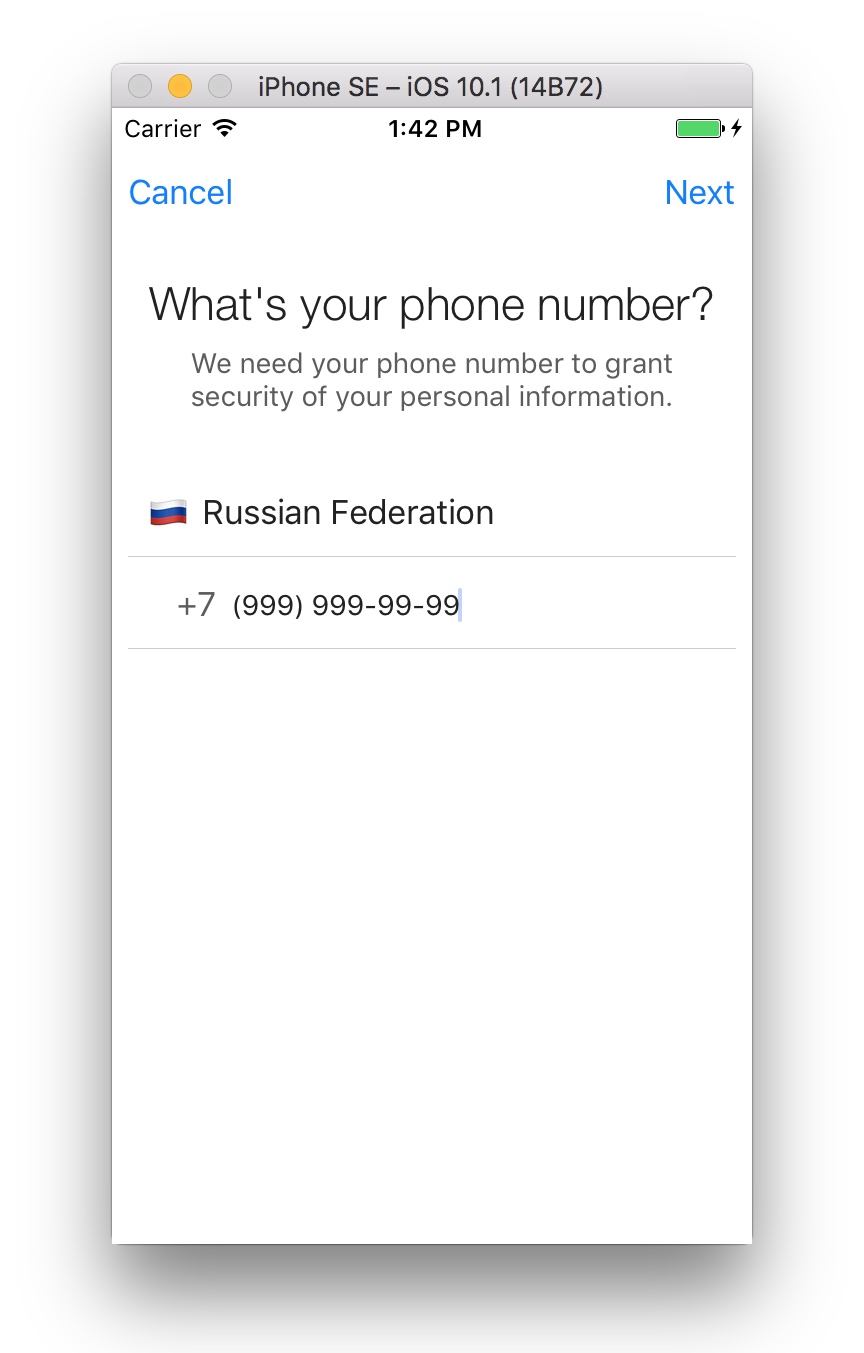 iPhone SE – iOS 10.1 (14B72)
Carrier 1:42 PM
Cancel Next
What's your phone number?
We need your phone number to grant
security of your personal information.
Russian Federation
+7 (999) 999-99-99